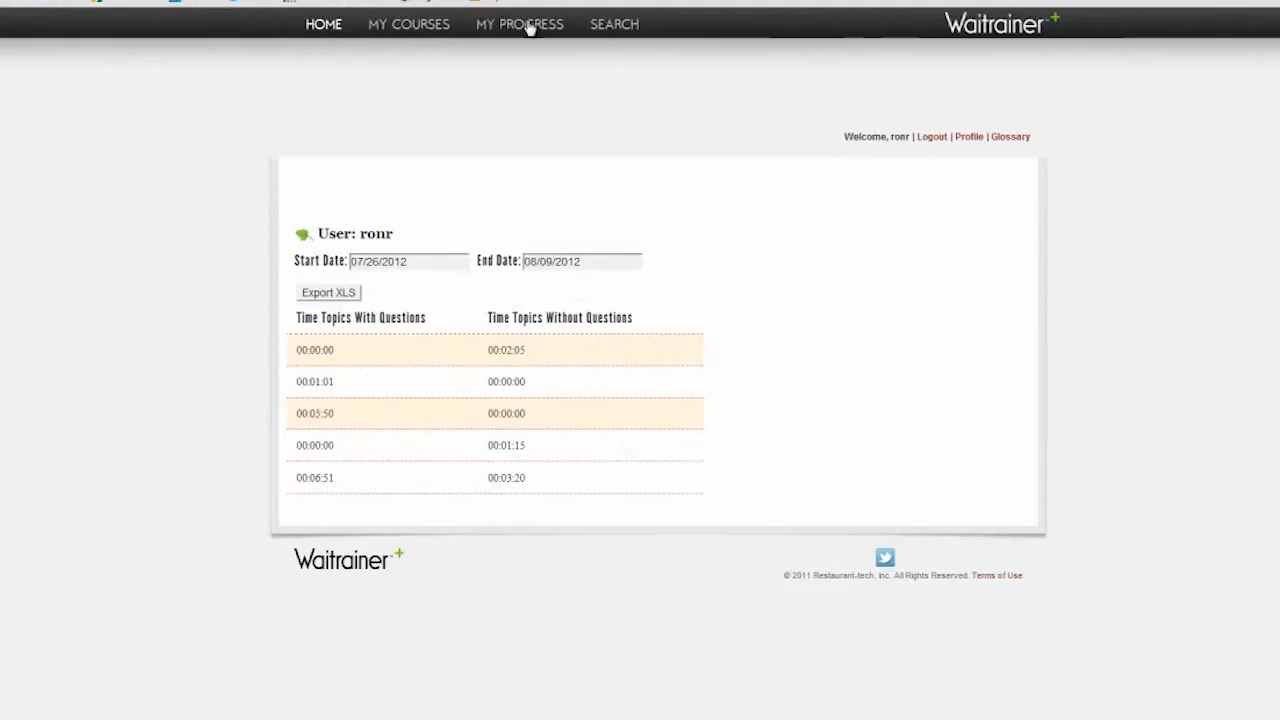 HOME MY COURSES MY PROGRESS SEARCH Waitrainer+
Welcome, ronr | Logout | Profile | Glossary
User: ronr
Start Date: 07/26/2012 End Date: 08/09/2012
Export XLS
Time Topics With Questions Time Topics Without Questions
00:00:00 00:02:05
00:01:01 00:00:00
00:05:50 00:00:00
00:00:00 00:01:15
00:06:51 00:03:20
Waitrainer+
© 2011 Restaurant-tech, Inc. All Rights Reserved. Terms of Use